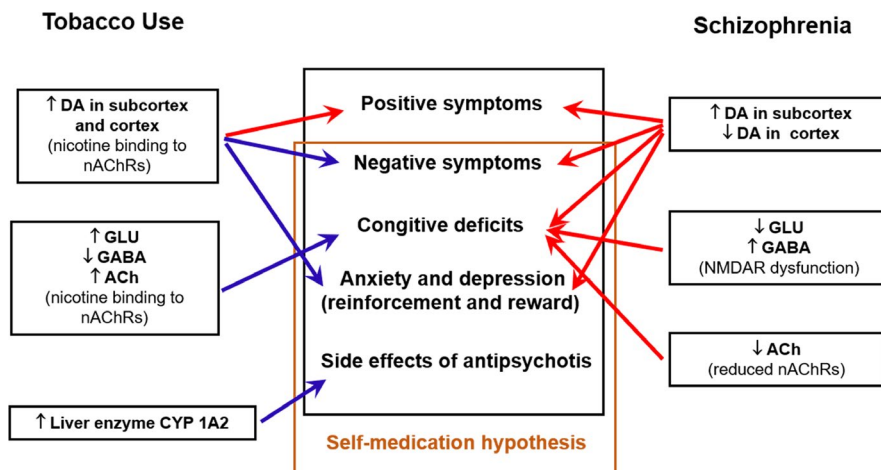 Tobacco Use
↑DA in subcortex
and cortex
(nicotine binding to
nAChRs)
↑GLU
↓GABA
↑ACh
(nicotine binding to
nAChRs)
↑Liver enzyme CYP 1A2
Positive symptoms
Negative symptoms
Congitive deficits
Anxiety and depression
(reinforcement and reward)
Side effects of antipsychotis
Self-medication hypothesis
Schizophrenia
↑DA in subcortex
↓DA in cortex
↓GLU
↑GABA
(NMDAR dysfunction)
↓ACh
(reduced nAChRs)